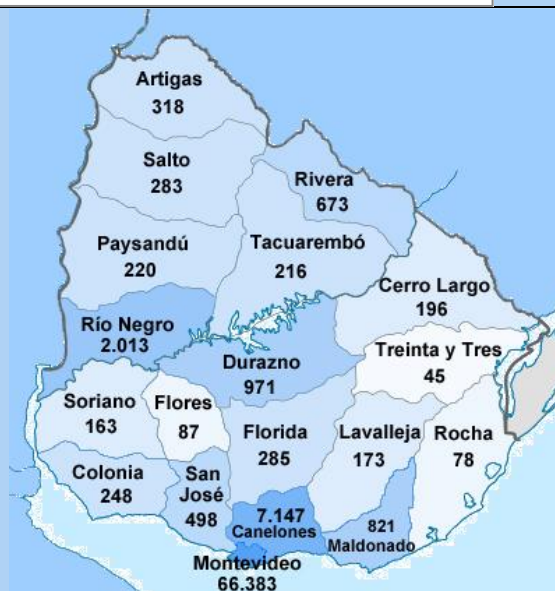 Artigas
318
Salto
283
Rivera
673
Paysandú
220
Tacuarembó
216
Cerro Largo
196
Río Negro
2.013
Durazno
971
Treinta y Tres
45
Soriano
163
Flores
87
Florida
285
Lavalleja
173
Rocha
78
Colonia
248
San
José
498
7.147
Canelones
821
Maldonado
Montevideo
66.383